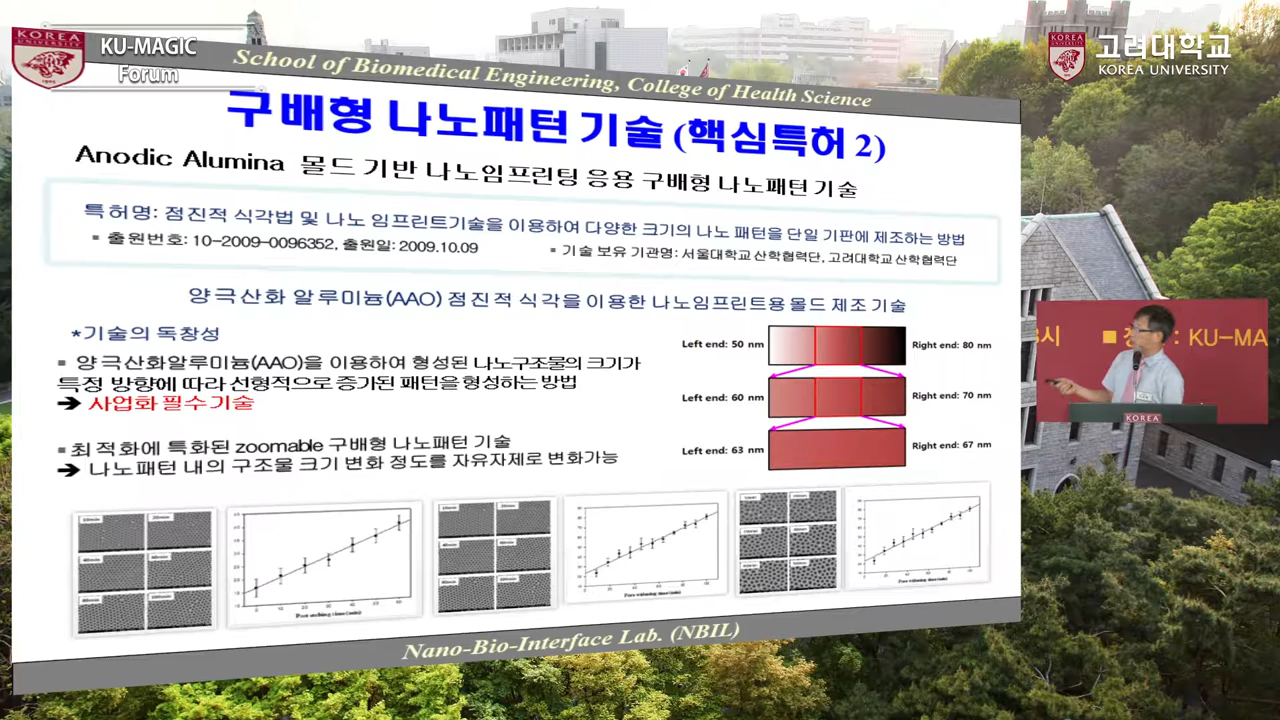 KOREA
UNIVERSITY
KU-MAGIC
Forum
School of Biomedical Engineering, College of Health Science
KOREA
UNIVERSITY
고려대학교
KOREA UNIVERSITY
구배형 나노패턴 기술 (핵심특허 2)
Anodic Alumina 몰드 기반 나노임프린팅 응용 구배형 나노패턴 기술
특허명: 점진적 식각법 및 나노 임프린트기술을 이용하여 다양한 크기의 나노 패턴을 단일 기판에 제조하는 방법
▪ 출원번호: 10-2009-0096352, 출원일: 2009.10.09
▪ 기술 보유 기관명: 서울대학교 산학협력단, 고려대학교 산학협력단
양극산화 알루미늄(AAO) 점진적 식각을 이용한 나노임프린트용 몰드 제조 기술
*기술의 독창성
▪ 양극산화알루미늄(AAO)을 이용하여 형성된 나노구조물의 크기가
특정 방향에 따라 선형적으로 증가된 패턴을 형성하는 방법
➔ 사업화 필수 기술
▪ 최적화에 특화된 zoomable 구배형 나노패턴 기술
➔ 나노패턴 내의 구조물 크기 변화 정도를 자유자재로 변화가능
Left end: 50 nm
Right end: 80 nm
Left end: 60 nm
Right end: 70 nm
Left end: 63 nm
Right end: 67 nm
Pore widening time (min)
Pore widening time (min)
시 ■ 정 : KU-MA
KOREA
Nano-Bio-Interface Lab. (NBIL)